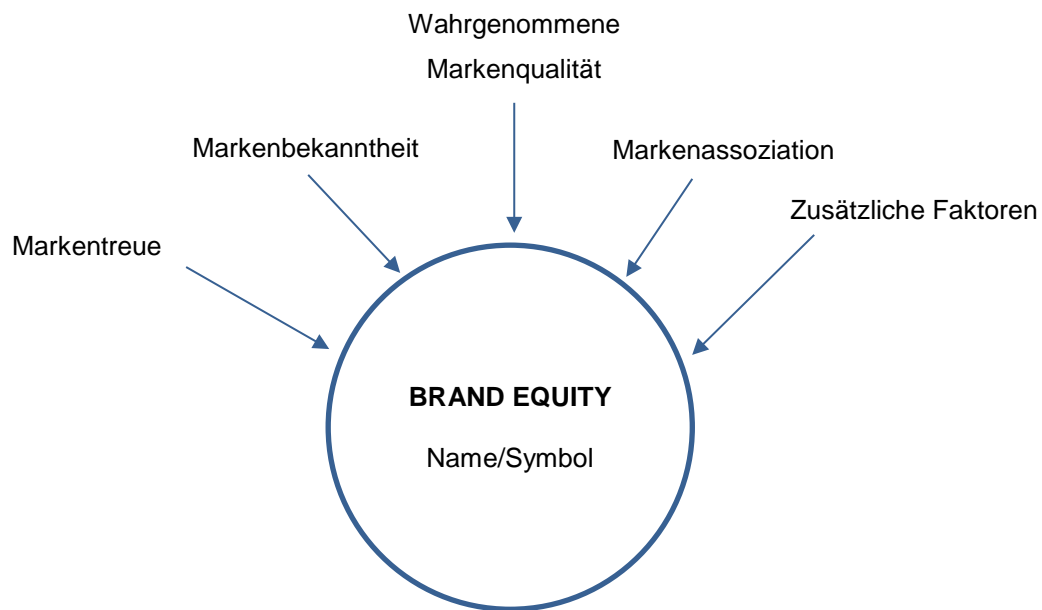 Wahrgenommene
Markenqualität
Markenbekanntheit
Markenassoziation
Zusätzliche Faktoren
Markentreue
BRAND EQUITY
Name/Symbol